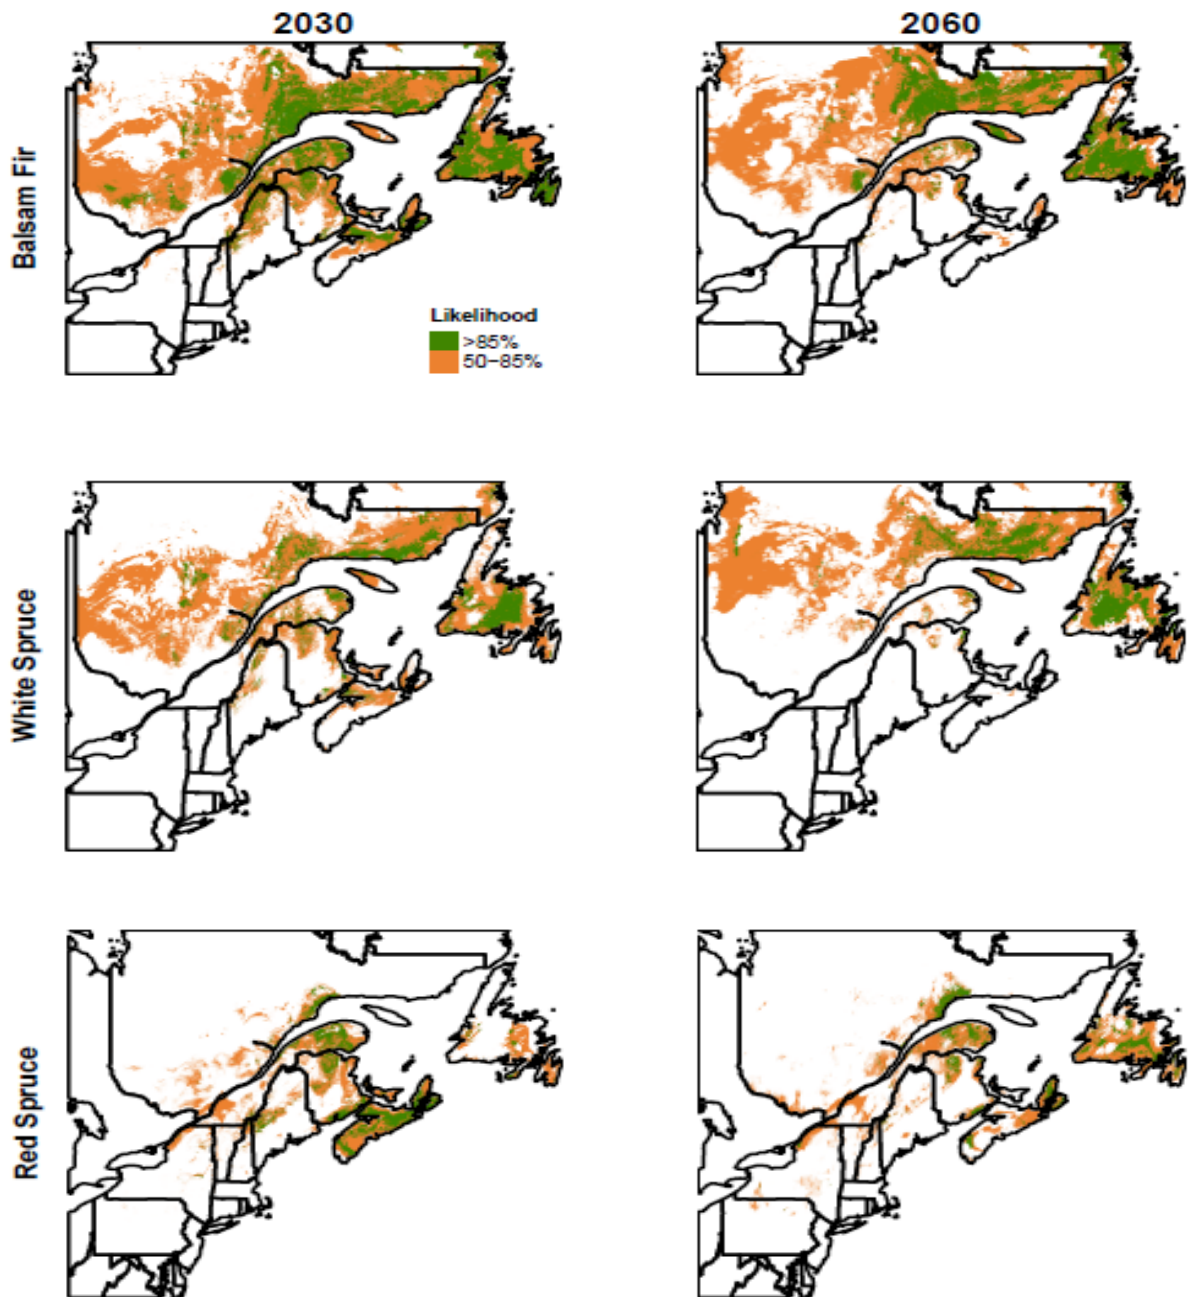 2030
2060
Balsam Fir
Likelihood
>85%
50-85%
White Spruce
Red Spruce